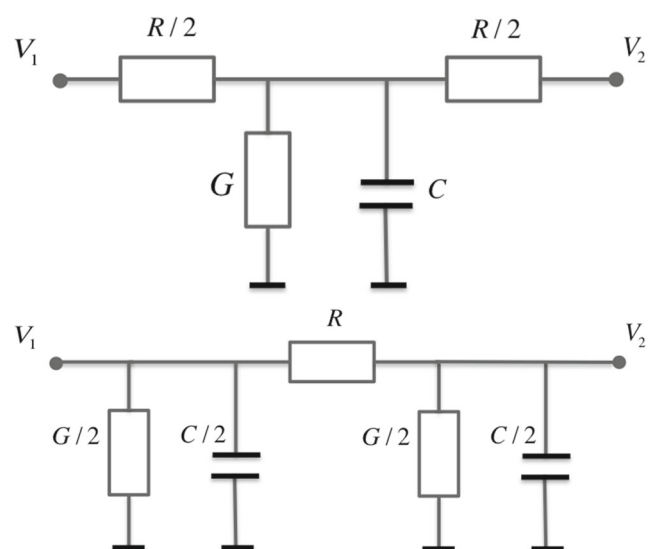 R/2 R/2
V₁ V₂
G C
R
V₁ V₂
G/2 C/2 G/2 C/2